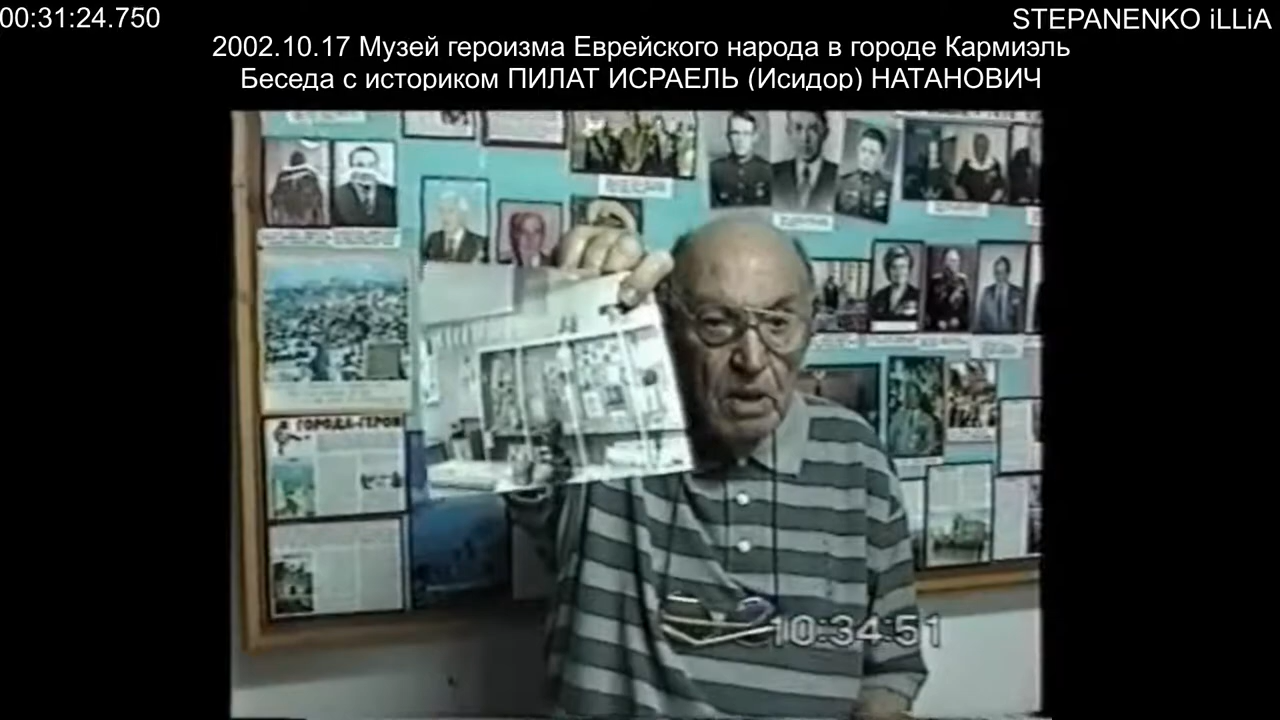 00:31:24.750
STEPANENKO iLLiA
2002.10.17 Музей героизма Еврейского народа в городе Кармиэль
Беседа с историком ПИЛАТ ИСРАЕЛЬ (Исидор) НАТАНОВИЧ
ГОРОДА-ГЕРОИ
10:34:51